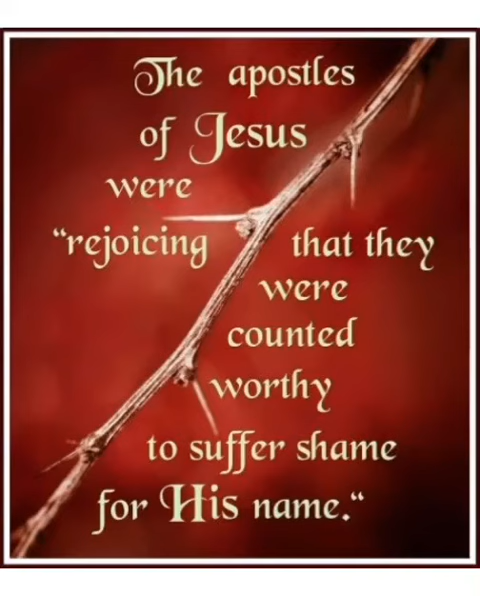 The apostles
of Jesus
were
“rejoicing that they
were
counted
worthy
to suffer shame
for His name.“